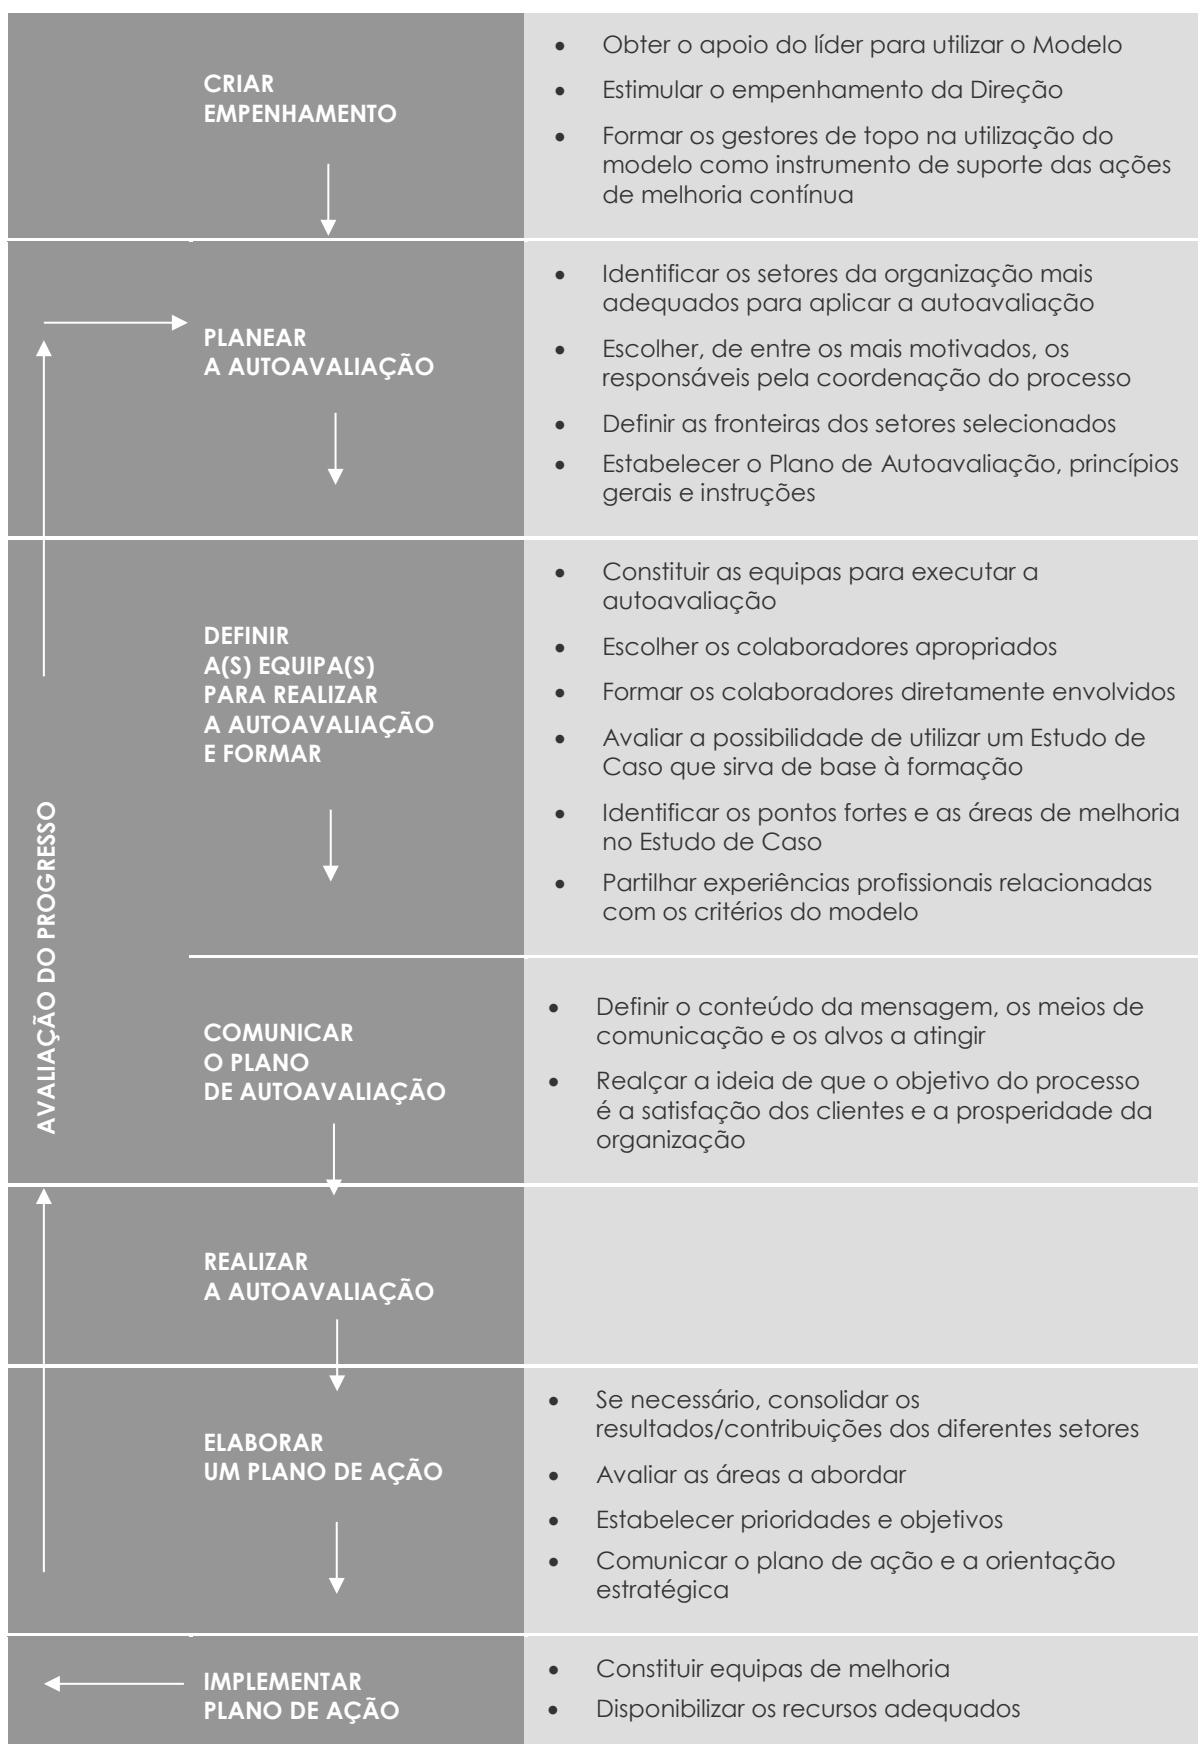 CRIAR
EMPENHAMENTO
• Obter o apoio do líder para utilizar o Modelo
• Estimular o empenhamento da Direção
• Formar os gestores de topo na utilização do
modelo como instrumento de suporte das ações
de melhoria contínua
PLANEAR
A AUTOAVALIAÇÃO
• Identificar os setores da organização mais
adequados para aplicar a autoavaliação
• Escolher, de entre os mais motivados, os
responsáveis pela coordenação do processo
• Definir as fronteiras dos setores selecionados
• Estabelecer o Plano de Autoavaliação, princípios
gerais e instruções
DEFINIR
A(S) EQUIPA(S)
PARA REALIZAR
A AUTOAVALIAÇÃO
E FORMAR
• Constituir as equipas para executar a
autoavaliação
• Escolher os colaboradores apropriados
• Formar os colaboradores diretamente envolvidos
• Avaliar a possibilidade de utilizar um Estudo de
Caso que sirva de base à formação
• Identificar os pontos fortes e as áreas de melhoria
no Estudo de Caso
• Partilhar experiências profissionais relacionadas
com os critérios do modelo
AVALIAÇÃO DO PROGRESSO
COMUNICAR
O PLANO
DE AUTOAVALIAÇÃO
• Definir o conteúdo da mensagem, os meios de
comunicação e os alvos a atingir
• Realçar a ideia de que o objetivo do processo
é a satisfação dos clientes e a prosperidade da
organização
REALIZAR
A AUTOAVALIAÇÃO
ELABORAR
UM PLANO DE AÇÃO
• Se necessário, consolidar os
resultados/contribuições dos diferentes setores
• Avaliar as áreas a abordar
• Estabelecer prioridades e objetivos
• Comunicar o plano de ação e a orientação
estratégica
IMPLEMENTAR
PLANO DE AÇÃO
• Constituir equipas de melhoria
• Disponibilizar os recursos adequados